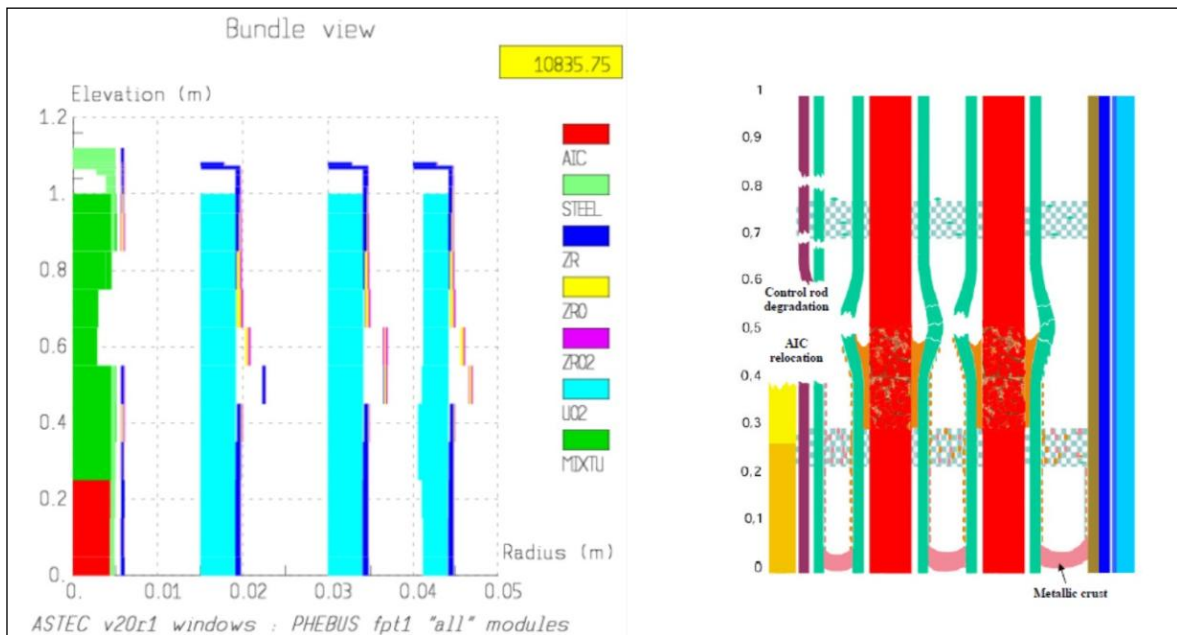 Bundle view
10835.75
Elevation (m)
1.2
1.0
0.8
0.6
0.4
0.2
0.
0.
0.01
0.02
0.03
0.04
0.05
Radius (m)
AIC
STEEL
ZR
ZRO
ZRO2
UO2
MIXTU
ASTEC v20r1 windows : PHEBUS fpt1 "all" modules
1
0,9
0,8
0,7
0,6
Control rod
degradation
0,5
AIC
relocation
0,4
0,3
0,2
0,1
0
Metallic crust